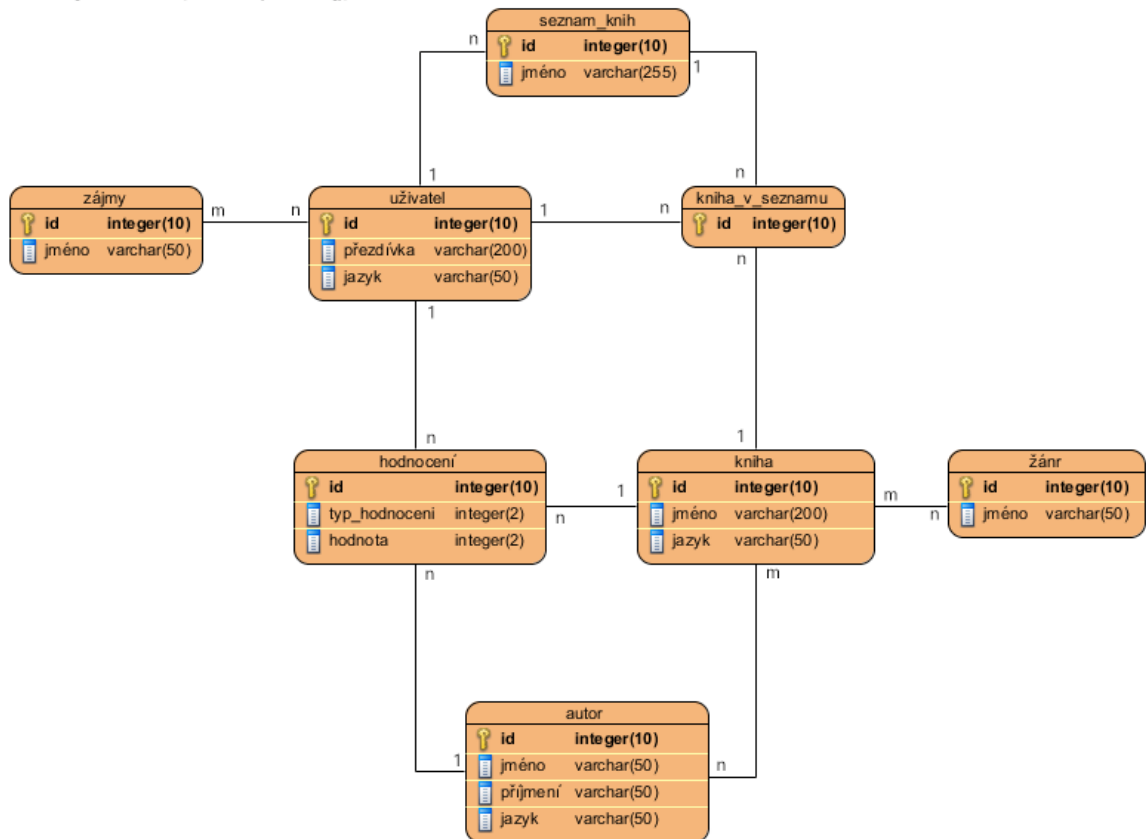 seznam_knih
id integer(10)
jméno varchar(255)
n
1
1
n
zájmy
id integer(10)
jméno varchar(50)
m
n
uživatel
id integer(10)
přezdívka varchar(200)
jazyk varchar(50)
1
n
kniha_v_seznamu
id integer(10)
1
n
n
1
hodnocení
id integer(10)
typ_hodnoceni integer(2)
hodnota integer(2)
n
1
kniha
id integer(10)
jméno varchar(200)
jazyk varchar(50)
m
n
žánr
id integer(10)
jméno varchar(50)
n
m
autor
id integer(10)
jméno varchar(50)
příjmení varchar(50)
jazyk varchar(50)
1
n